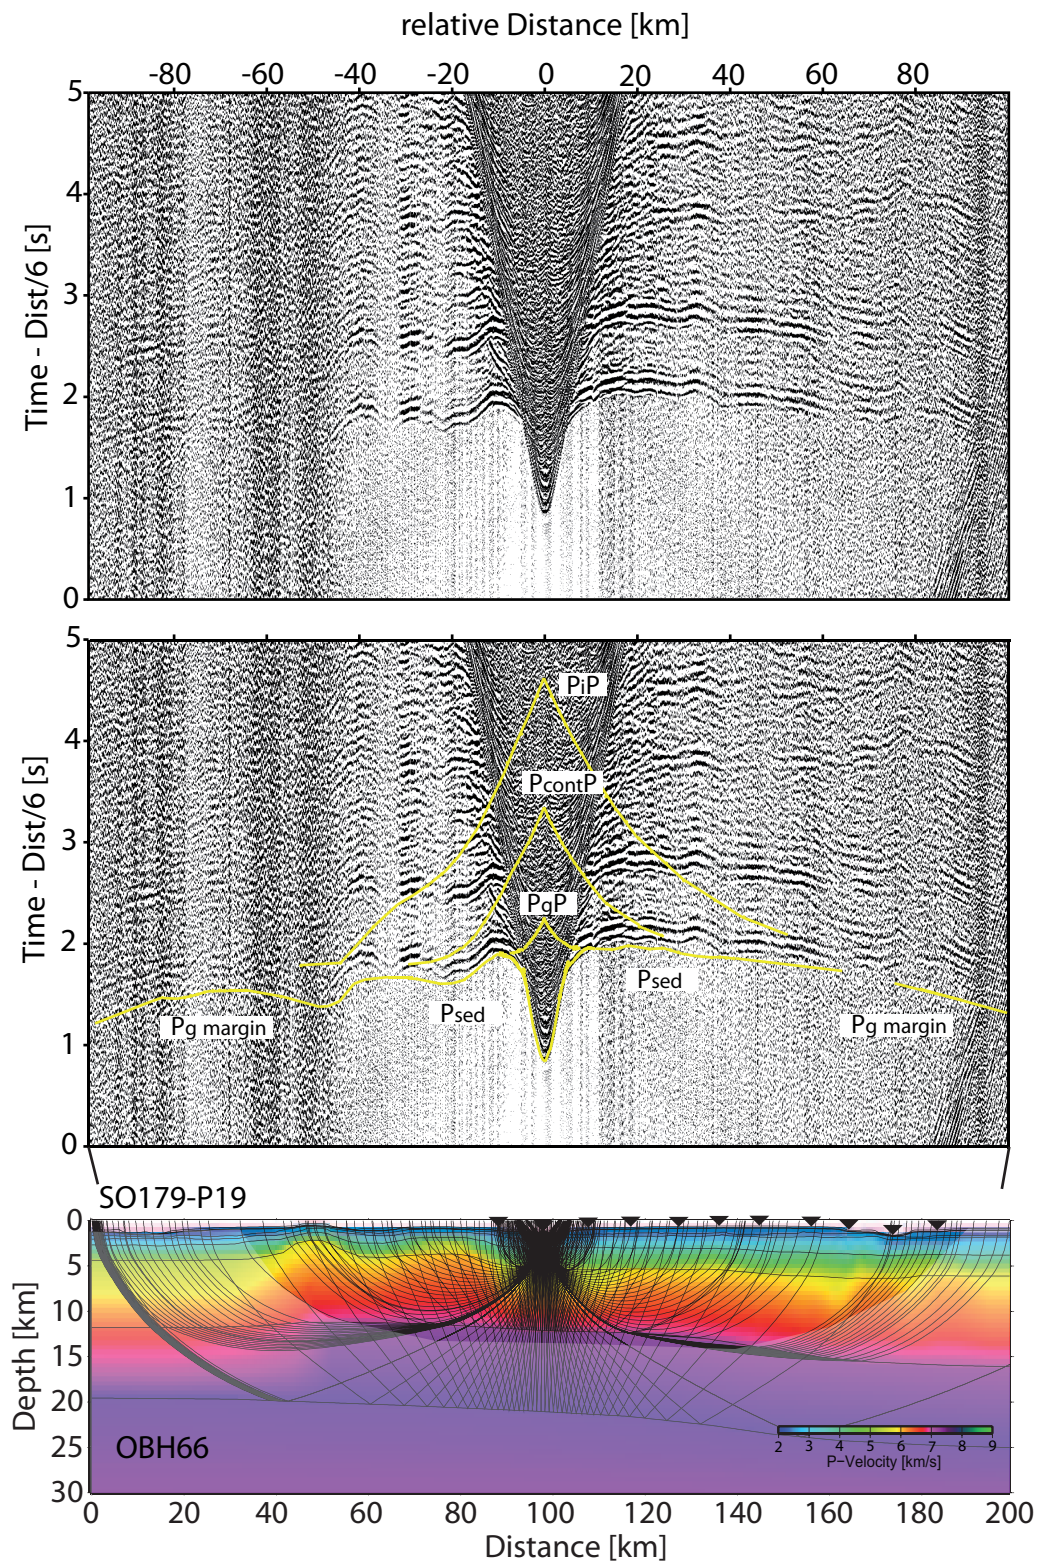 relative Distance [km]
-80 -60 -40 -20 0 20 40 60 80
5
4
3
2
1
0
Time - Dist/6 [s]
5
4
3
2
1
0
Time - Dist/6 [s]
PiP
PcontP
PgP
Psed
Psed
Pg margin
Pg margin
SO179-P19
0
5
10
15
20
25
30
Depth [km]
OBH66
2 3 4 5 6 7 8 9
P-Velocity [km/s]
0 20 40 60 80 100 120 140 160 180 200
Distance [km]